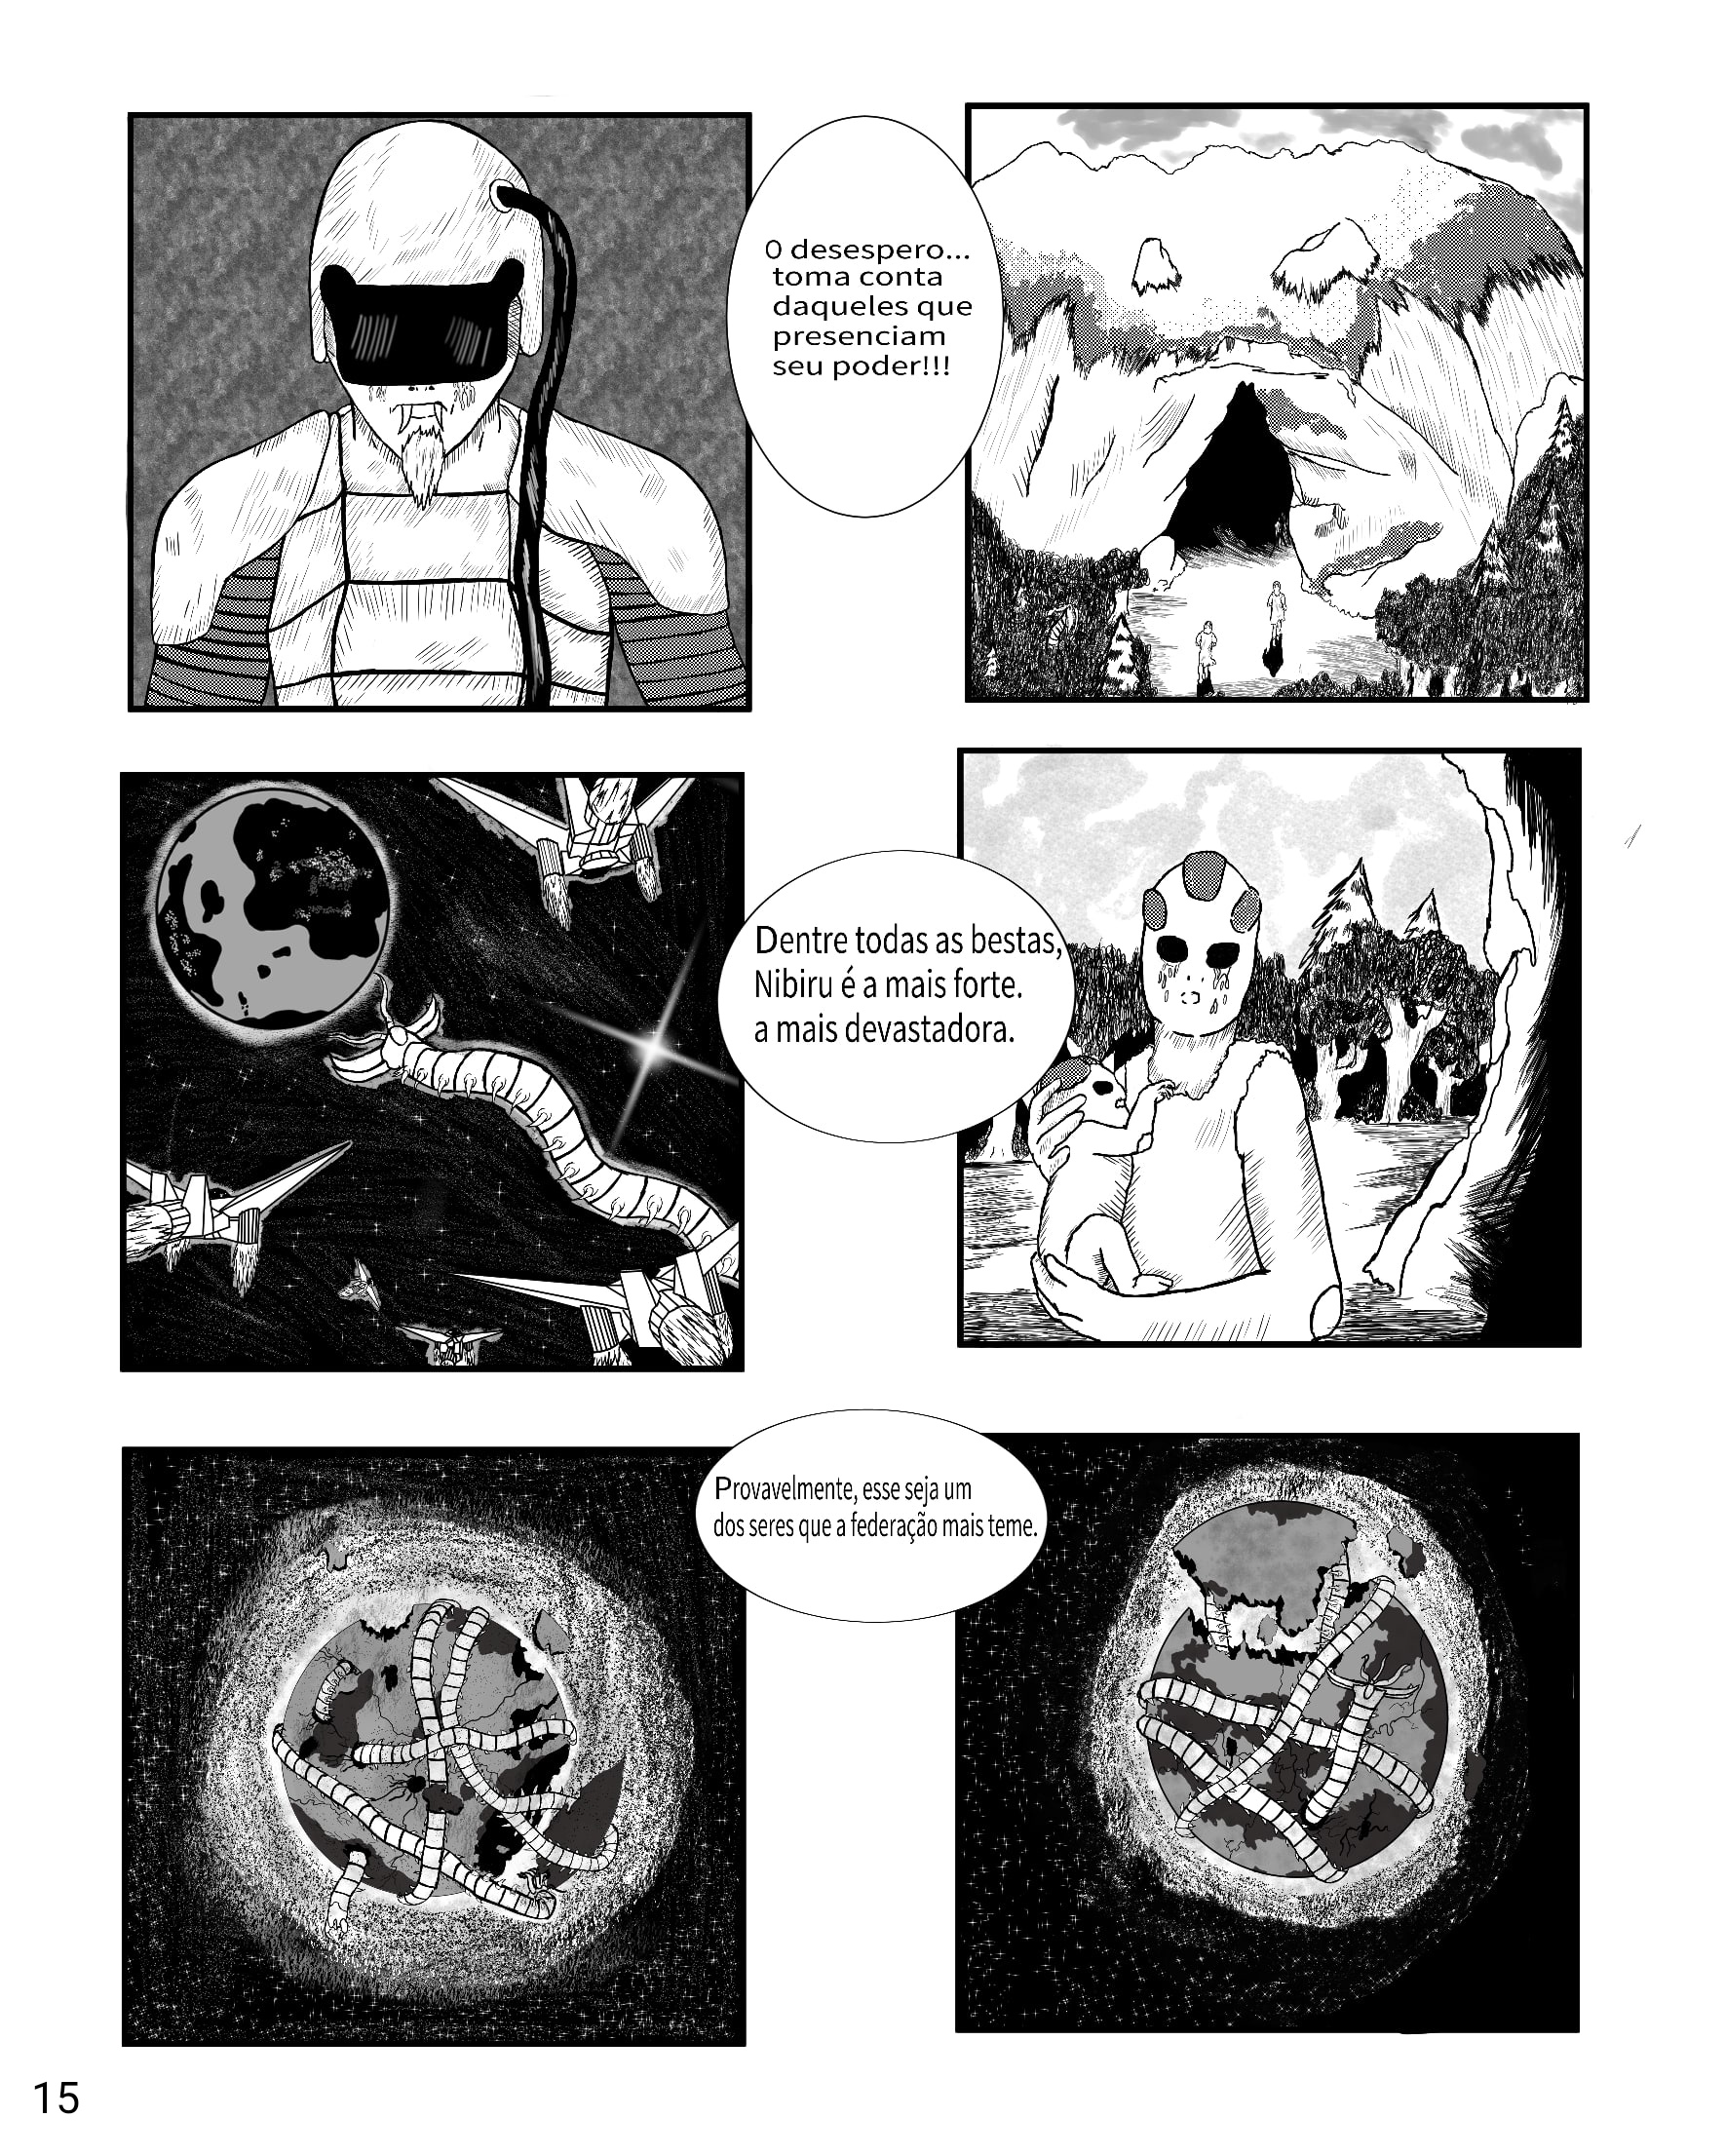 O desespero...
toma conta
daqueles que
presenciam
seu poder!!!
Dentre todas as bestas,
Nibiru é a mais forte.
a mais devastadora.
Provavelmente, esse seja um
dos seres que a federação mais teme.
15